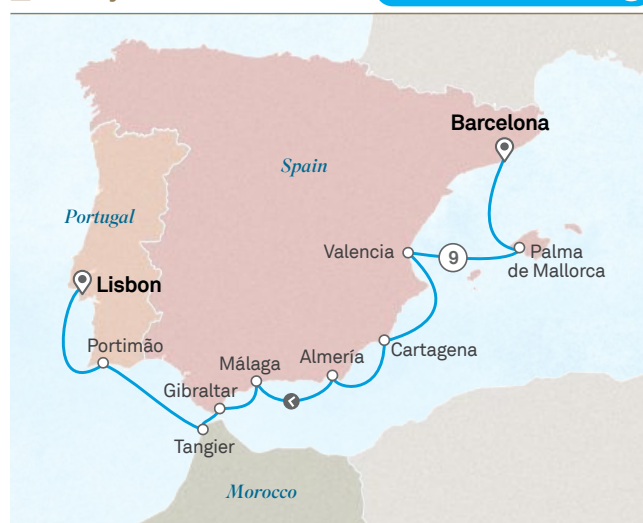 Barcelona
Spain
Portugal
Valencia
9
Palma
de Mallorca
Lisbon
Portimão
Cartagena
Almería
Málaga
Gibraltar
Tangier
Morocco